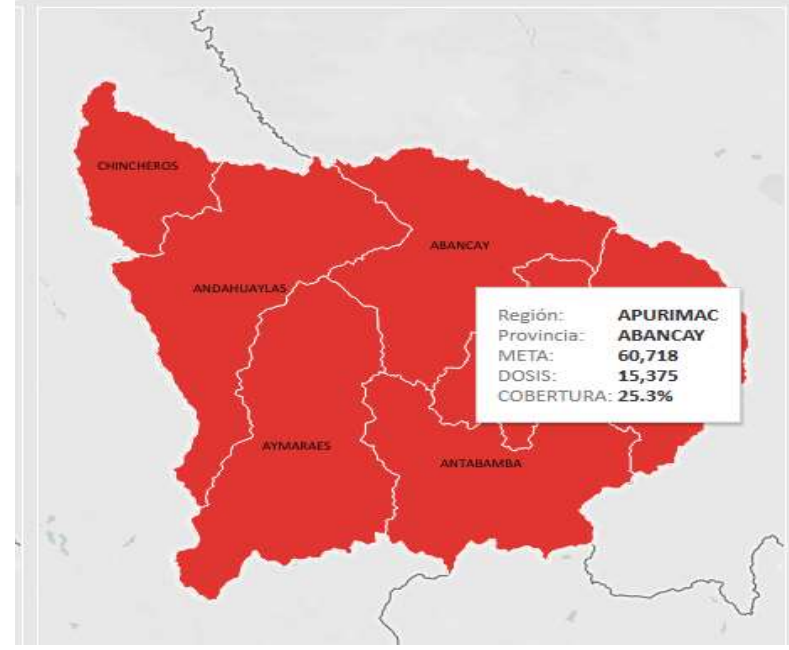 CHINCHEROS
ABANCAY
ANDAHUAYLAS
Región: APURIMAC
Provincia: ABANCAY
META: 60,718
DOSIS: 15,375
COBERTURA: 25.3%
AYMARAES
ANTABAMBA